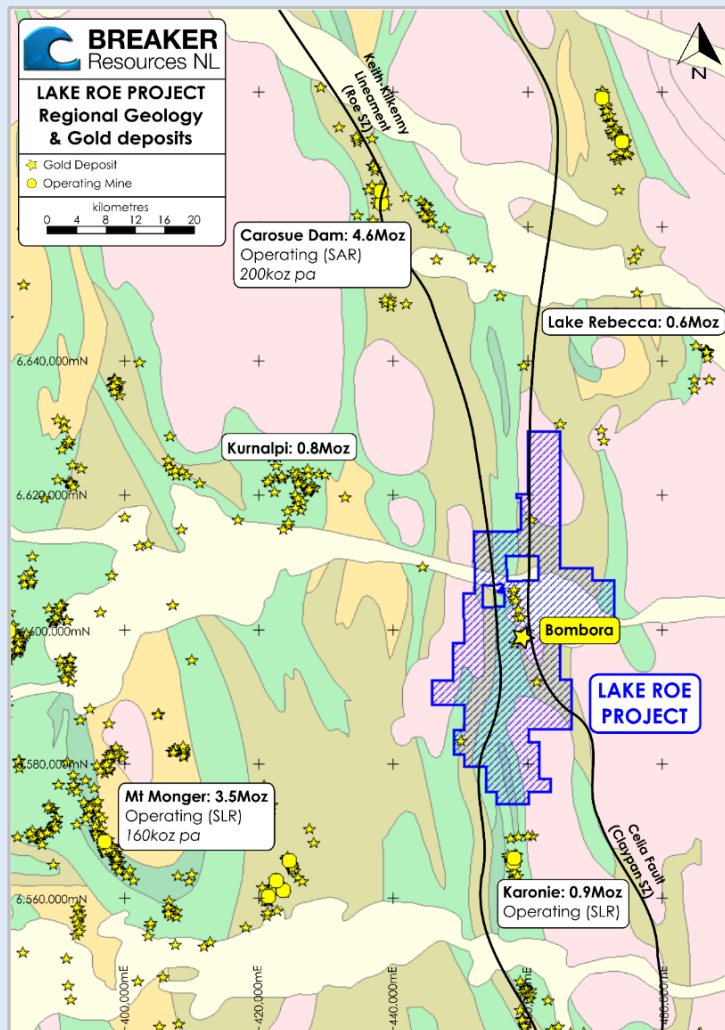 BREAKER
Resources NL
LAKE ROE PROJECT
Regional Geology
& Gold deposits
Gold Deposit
Operating Mine
kilometres
0 4 8 12 16 20
Keith-Kilkenny
Lineament
(Roe SZ)
N
Carosue Dam: 4.6Moz
Operating (SAR)
200koz pa
Lake Rebecca: 0.6Moz
6,640,000mN
Kurnalpi: 0.8Moz
6,620,000mN
6,600,000mN
Bombora
LAKE ROE
PROJECT
6,580,000mN
Mt Monger: 3.5Moz
Operating (SLR)
160koz pa
Celia Fault
(Claypan SZ)
Karonie: 0.9Moz
Operating (SLR)
6,560,000mN
400,000mE
420,000mE
440,000mE
480,000mE